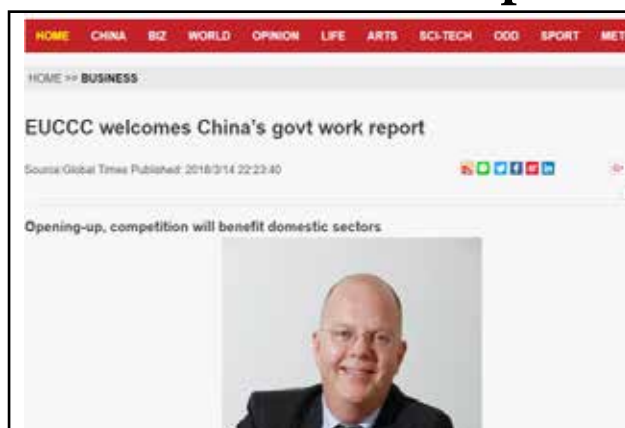 HOME CHINA BIZ WORLD OPINION LIFE ARTS SCI-TECH ODD SPORT MET
HOME >> BUSINESS
EUCCC welcomes China's govt work report
Source:Global Times Published: 2018/3/14 22:23:40
Opening-up, competition will benefit domestic sectors